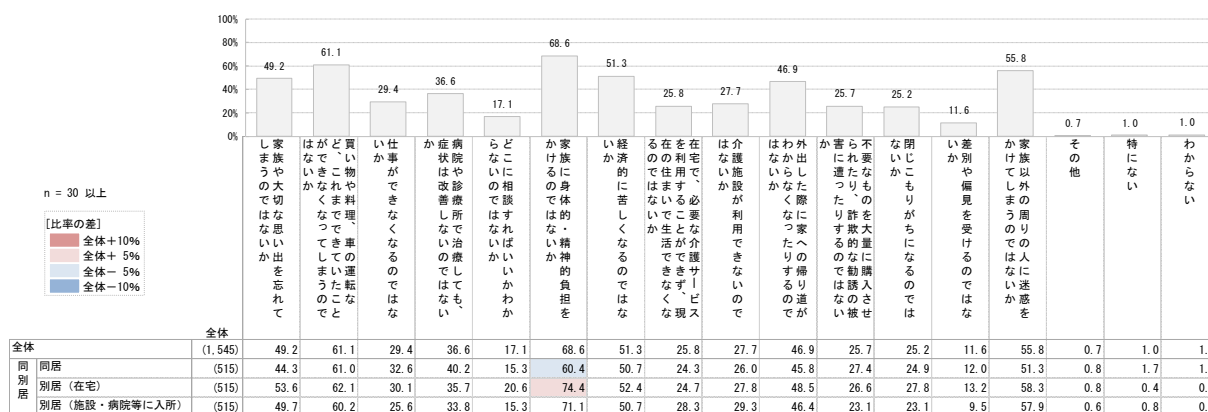 100%
80%
60%
40%
20%
0%
49.2
61.1
29.4
36.6
17.1
68.6
51.3
25.8
27.7
46.9
25.7
25.2
11.6
55.8
0.7
1.0
1.0
家族や大切な思い出を忘れて
しまうのではないか
買い物や料理、車の運転な
ど、これまでできていたこと
ができなくなってしまうので
はないか
仕事ができなくなるのではな
いか
病院や診療所で治療しても、
症状は改善しないのではない
か
どこに相談すればいいかわか
らないのではないか
家族に身体的・精神的負担を
かけるのではないか
経済的に苦しくなるのではな
いか
在宅で、必要な介護サービス
を利用することができず、現
在の住まいで生活できなくな
るのではないか
介護施設が利用できないので
はないか
外出した際に家への帰り道が
わからなくなったりするので
はないか
不要なものを大量に購入させ
られたり、詐欺的な勧誘の被
害に遭ったりするのではない
か
閉じこもりがちになるのでは
ないか
差別や偏見を受けるのではな
いか
家族以外の周りの人に迷惑を
かけてしまうのではないか
その他
特にない
わからない
n = 30 以上
[比率の差]
全体+10%
全体+ 5%
全体- 5%
全体-10%
全体
全体 (1,545) 49.2 61.1 29.4 36.6 17.1 68.6 51.3 25.8 27.7 46.9 25.7 25.2 11.6 55.8 0.7 1.0 1.
同別居
同居 (515) 44.3 61.0 32.6 40.2 15.3 60.4 50.7 24.3 26.0 45.8 27.4 24.9 12.0 51.3 0.8 1.7 1.
別居（在宅） (515) 53.6 62.1 30.1 35.7 20.6 74.4 52.4 24.7 27.8 48.5 26.6 27.8 13.2 58.3 0.8 0.4 0.
別居（施設・病院等に入所） (515) 49.7 60.2 25.6 33.8 15.3 71.1 50.7 28.3 29.3 46.4 23.1 23.1 9.5 57.9 0.6 0.8 0.